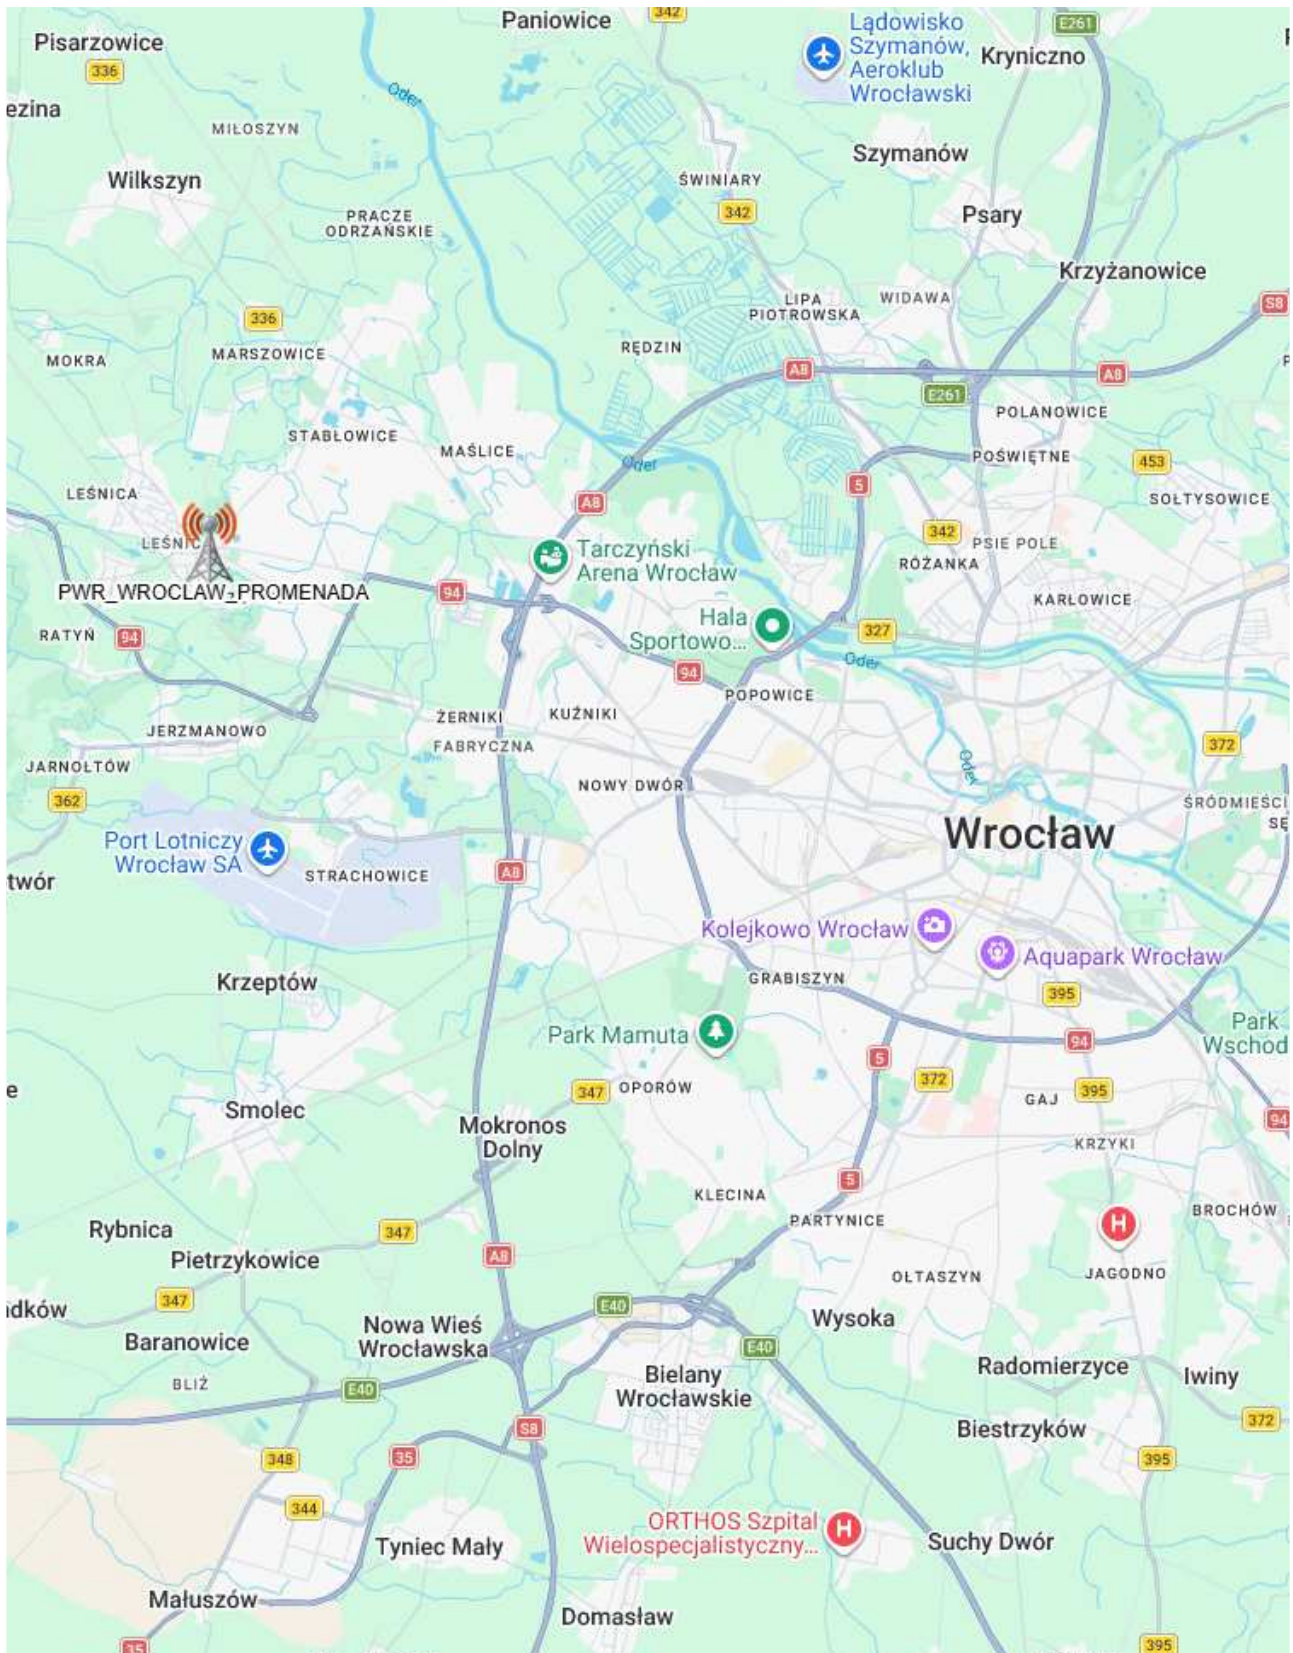 Paniowice
342
Lądowisko
Szymanów,
Aeroklub
Wrocławski
E261
Kryniczno
Pisarzowice
336
Oder
ezina
MIŁOSZYN
Szymanów
Wilkszyn
ŚWINIARY
342
PRACZE
ODRZAŃSKIE
Psary
Krzyżanowice
LIPA
PIOTROWSKA
WIDAWA
S8
336
MOKRA
MARSZOWICE
RĘDZIN
A8
A8
E261
POLANOWICE
STABŁOWICE
MAŚLICE
Oder
POŚWIĘTNE
453
5
LEŚNICA
A8
SOŁTYSOWICE
342
LEŚNIC
Tarczyński
Arena Wrocław
PSIE POLE
RÓŻANKA
PWR_WROCLAW_PROMENADA
94
KARŁOWICE
Hala
Sportowo...
327
RATYŃ
94
Oder
94
POPOWICE
ŻERNIKI
KUŹNIKI
JERZMANOWO
FABRYCZNA
372
JARNOŁTÓW
Oder
NOWY DWÓR
362
ŚRÓDMIEŚCI
SĘ
Port Lotniczy
Wrocław SA
Wrocław
STRACHOWICE
A8
twór
Kolejkowo Wrocław
Aquapark Wrocław
Krzeptów
GRABISZYN
395
Park Mamuta
Park
Wschod
94
5
372
e
347
OPORÓW
395
GAJ
Smolec
94
Mokronos
Dolny
KRZYKI
5
KLECINA
BROCHÓW
Rybnica
347
PARTYNICE
Pietrzykowice
A8
JAGODNO
OŁTASZYN
347
E40
idków
Nowa Wieś
Wrocławska
Wysoka
Baranowice
E40
Radomierzyce
Iwiny
BLIŻ
E40
Bielany
Wrocławskie
372
S8
Biestrzyków
348
35
395
344
ORTHOS Szpital
Wielospecjalistyczny...
Tyniec Mały
Suchy Dwór
Małuszów
Domasław
35
395